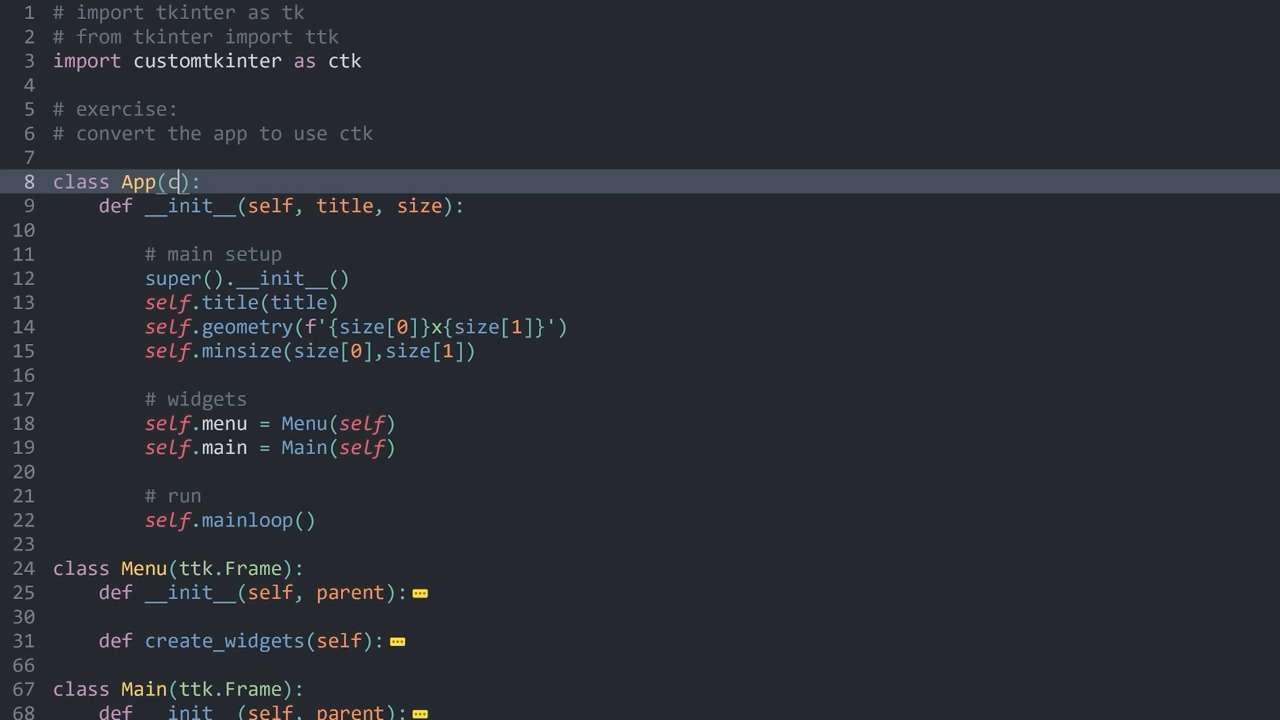 1 # import tkinter as tk
2 # from tkinter import ttk
3 import customtkinter as ctk
4
5 # exercise:
6 # convert the app to use ctk
7
8 class App(c):
9     def __init__(self, title, size):
10
11         # main setup
12         super().__init__()
13         self.title(title)
14         self.geometry(f'{size[0]}x{size[1]}')
15         self.minsize(size[0],size[1])
16
17         # widgets
18         self.menu = Menu(self)
19         self.main = Main(self)
20
21         # run
22         self.mainloop()
23
24 class Menu(ttk.Frame):
25     def __init__(self, parent):
30
31     def create_widgets(self):
66
67 class Main(ttk.Frame):
68     def __init__(self, parent):